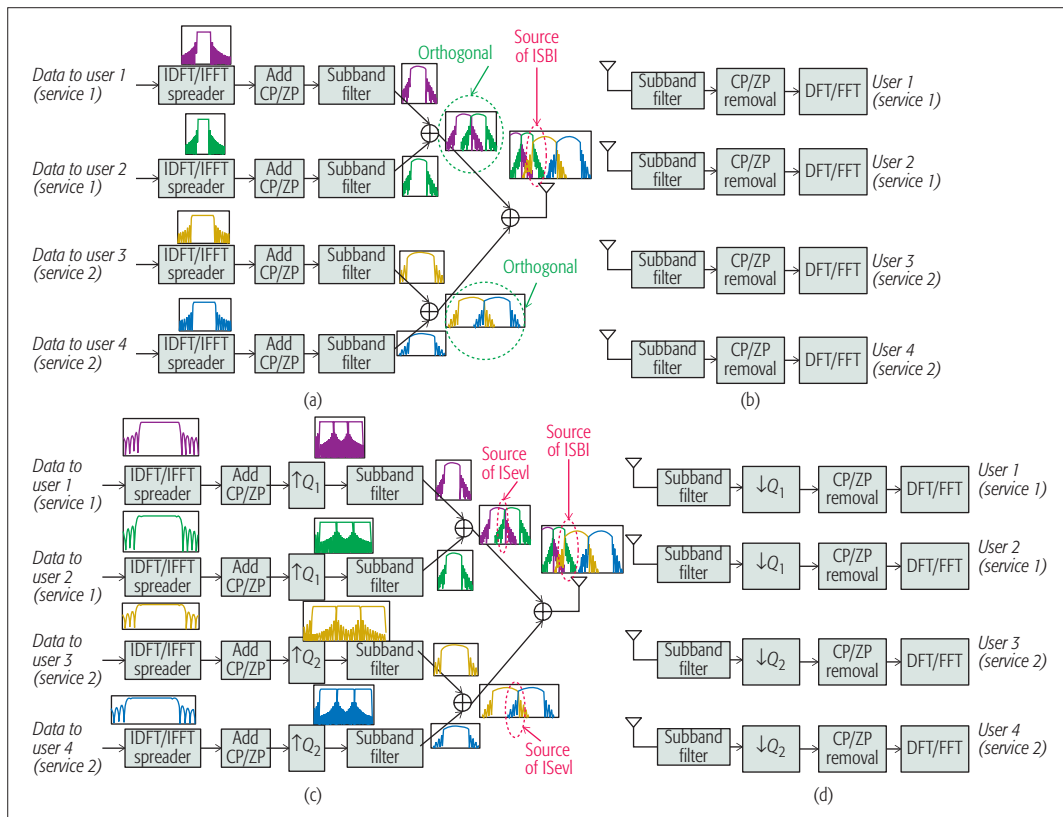 Orthogonal
Source
of ISBI
Data to user 1
(service 1)
IDFT/IFFT
spreader
Add
CP/ZP
Subband
filter
Data to user 2
(service 1)
IDFT/IFFT
spreader
Add
CP/ZP
Subband
filter
Data to user 3
(service 2)
IDFT/IFFT
spreader
Add
CP/ZP
Subband
filter
Orthogonal
Data to user 4
(service 2)
IDFT/IFFT
spreader
Add
CP/ZP
Subband
filter
(a)
Subband
filter
CP/ZP
removal
DFT/FFT
User 1
(service 1)
Subband
filter
CP/ZP
removal
DFT/FFT
User 2
(service 1)
Subband
filter
CP/ZP
removal
DFT/FFT
User 3
(service 2)
Subband
filter
CP/ZP
removal
DFT/FFT
User 4
(service 2)
(b)
Source
of ISevI
Source
of ISBI
Data to
user 1
(service 1)
IDFT/IFFT
spreader
Add
CP/ZP
↑Q1
Subband
filter
Data to
user 2
(service 1)
IDFT/IFFT
spreader
Add
CP/ZP
↑Q1
Subband
filter
Data to
user 3
(service 2)
IDFT/IFFT
spreader
Add
CP/ZP
↑Q2
Subband
filter
Data to
user 4
(service 2)
IDFT/IFFT
spreader
Add
CP/ZP
↑Q2
Subband
filter
Source
of ISevI
(c)
Subband
filter
↓Q1
CP/ZP
removal
DFT/FFT
User 1
(service 1)
Subband
filter
↓Q1
CP/ZP
removal
DFT/FFT
User 2
(service 1)
Subband
filter
↓Q2
CP/ZP
removal
DFT/FFT
User 3
(service 2)
Subband
filter
↓Q2
CP/ZP
removal
DFT/FFT
User 4
(service 2)
(d)